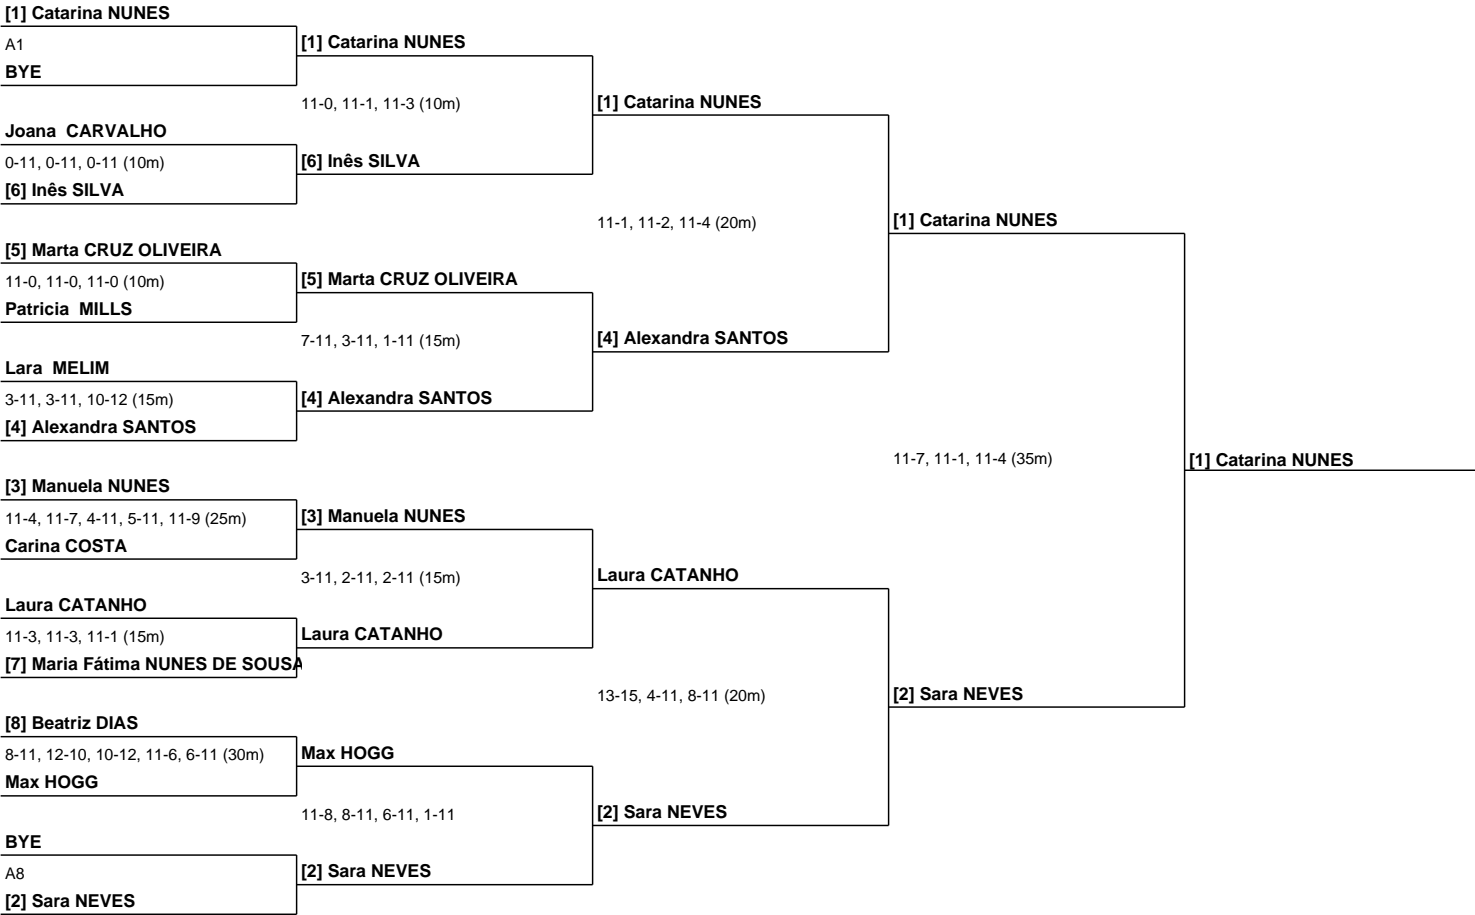 [1] Catarina NUNES
A1
BYE
Joana  CARVALHO
0-11, 0-11, 0-11 (10m)
[6] Inês SILVA
[5] Marta CRUZ OLIVEIRA
11-0, 11-0, 11-0 (10m)
Patricia  MILLS
Lara  MELIM
3-11, 3-11, 10-12 (15m)
[4] Alexandra SANTOS
[3] Manuela NUNES
11-4, 11-7, 4-11, 5-11, 11-9 (25m)
Carina COSTA
Laura CATANHO
11-3, 11-3, 11-1 (15m)
[7] Maria Fátima NUNES DE SOUSA
[8] Beatriz DIAS
8-11, 12-10, 10-12, 11-6, 6-11 (30m)
Max HOGG
BYE
A8
[2] Sara NEVES
[1] Catarina NUNES
11-0, 11-1, 11-3 (10m)
[6] Inês SILVA
[5] Marta CRUZ OLIVEIRA
7-11, 3-11, 1-11 (15m)
[4] Alexandra SANTOS
[3] Manuela NUNES
3-11, 2-11, 2-11 (15m)
Laura CATANHO
Max HOGG
11-8, 8-11, 6-11, 1-11
[2] Sara NEVES
[1] Catarina NUNES
11-1, 11-2, 11-4 (20m)
[4] Alexandra SANTOS
Laura CATANHO
13-15, 4-11, 8-11 (20m)
[2] Sara NEVES
[1] Catarina NUNES
11-7, 11-1, 11-4 (35m)
[2] Sara NEVES
[1] Catarina NUNES